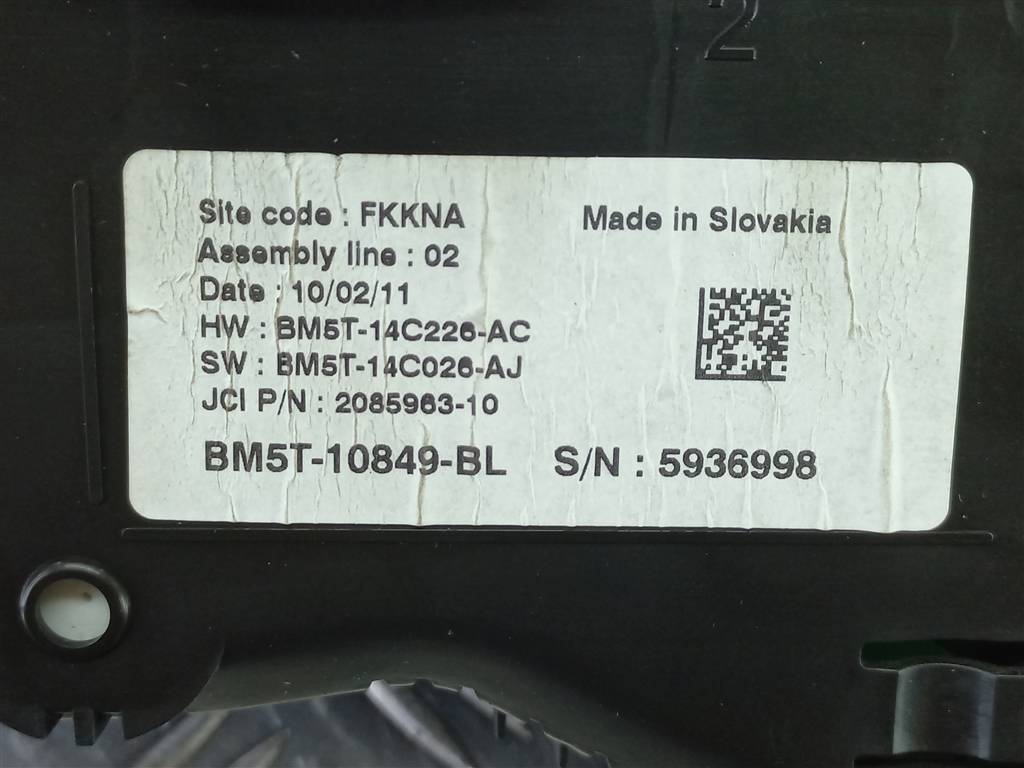 2
Site code : FKKNA
Made in Slovakia
Assembly line : 02
Date : 10/02/11
HW : BM5T-14C226-AC
SW : BM5T-14C026-AJ
JCI P/N : 2085963-10
BM5T-10849-BL S/N : 5936998